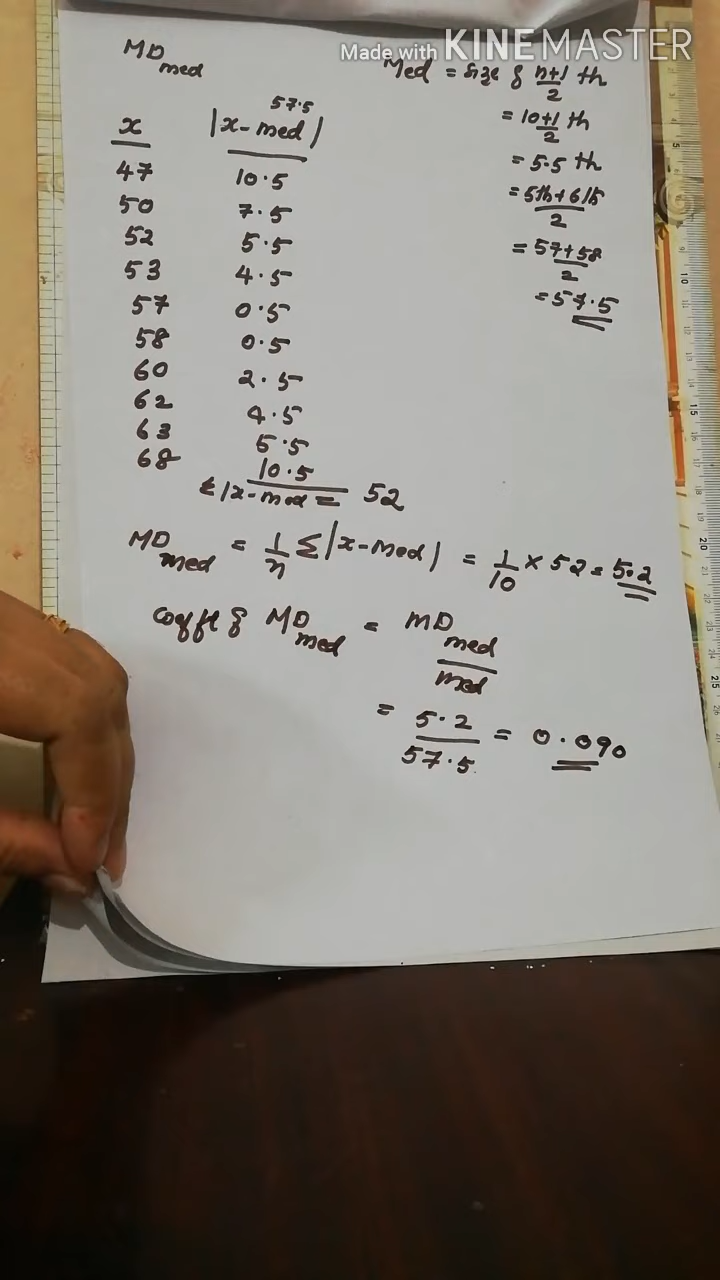 Made with KINEMASTER
MD med
Med = size of n+1/2 th
= 10+1/2 th
= 5.5 th
= 5th+6th/2
= 57+58/2
= 57.5
57.5
x |x-med|
47 10.5
50 7.5
52 5.5
53 4.5
57 0.5
58 0.5
60 2.5
62 4.5
63 5.5
68 10.5
Σ|x-med = 52
MD med = 1/n Σ|x-med| = 1/10 × 52 = 5.2
coefft of MD med = MD med/med
= 5.2/57.5 = 0.090